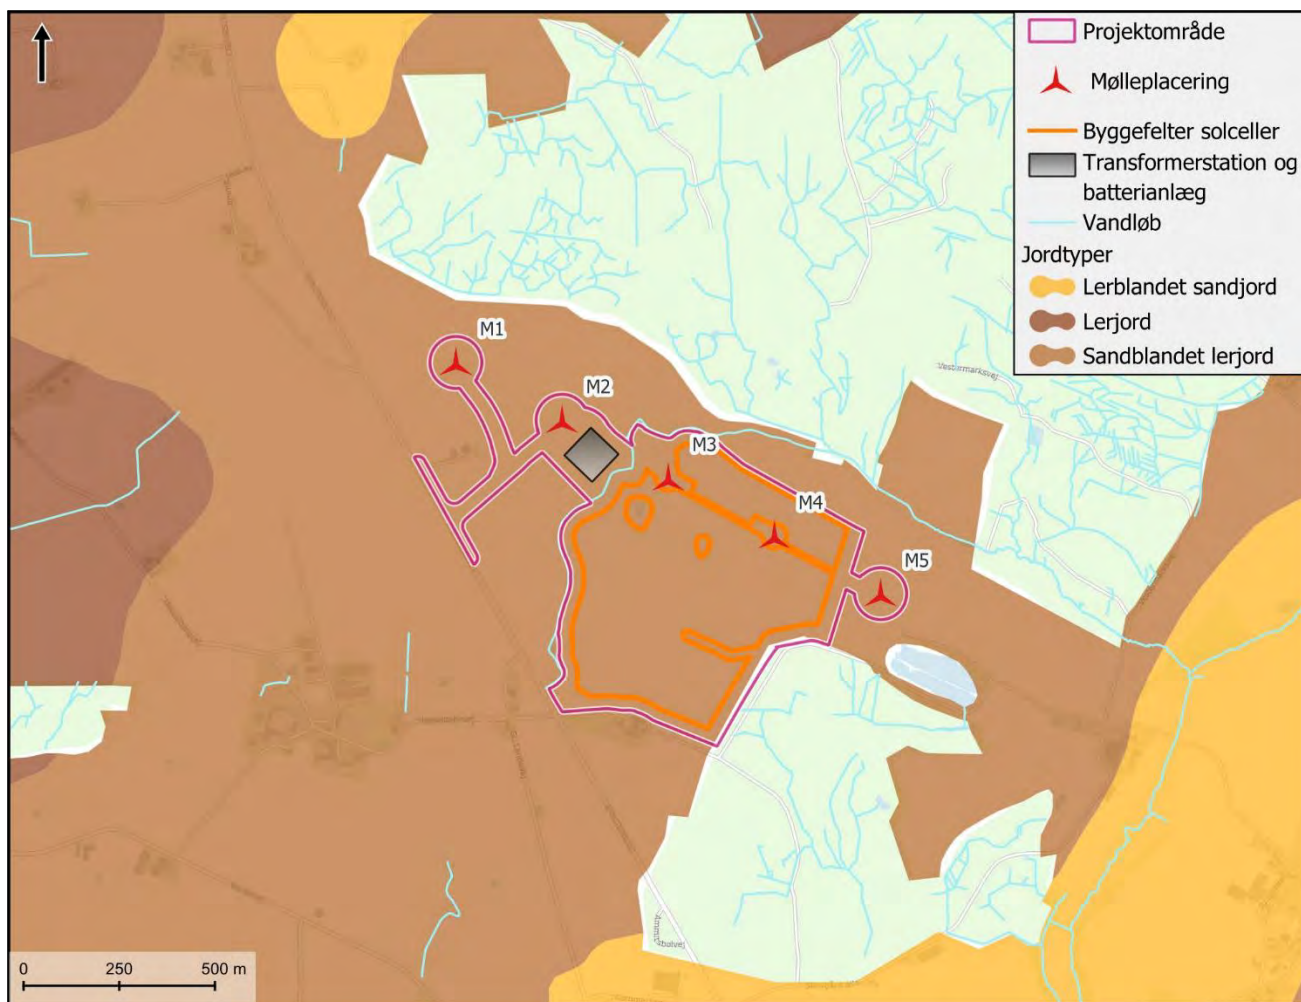 Projektområde
Mølleplacering
Byggefelter solceller
Transformerstation og
batterianlæg
Vandløb
Jordtyper
Lerblandet sandjord
Lerjord
Sandblandet lerjord
M1
M2
M3
M4
M5
0 250 500 m